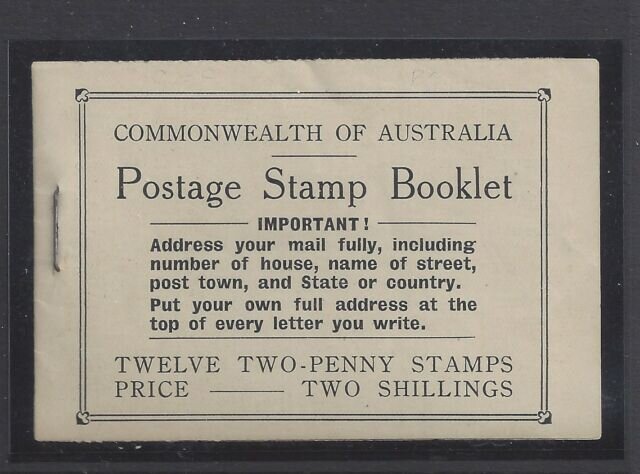 COMMONWEALTH OF AUSTRALIA
Postage Stamp Booklet
IMPORTANT!
Address your mail fully, including
number of house, name of street,
post town, and State or country.
Put your own full address at the
top of every letter you write.
TWELVE TWO-PENNY STAMPS
PRICE —— TWO SHILLINGS